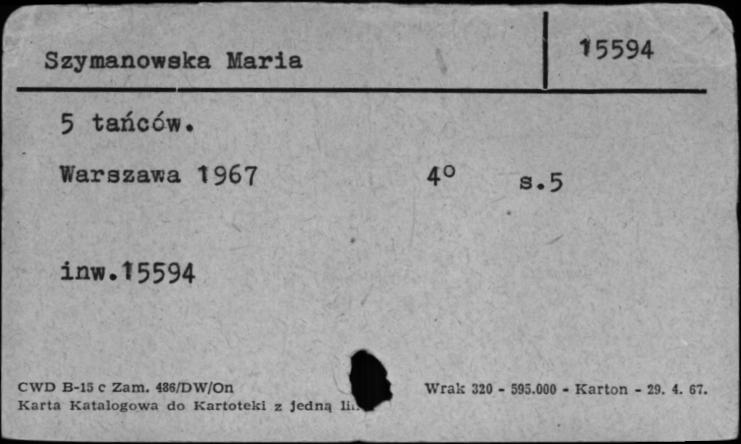 Szymanowska Maria 15594
5 tańców.
Warszawa 1967 4° s.5
inw.15594
CWD B-15 c Zam. 486/DW/On Wrak 320 - 595.000 - Karton - 29. 4. 67.
Karta Katalogowa do Kartoteki z jedną